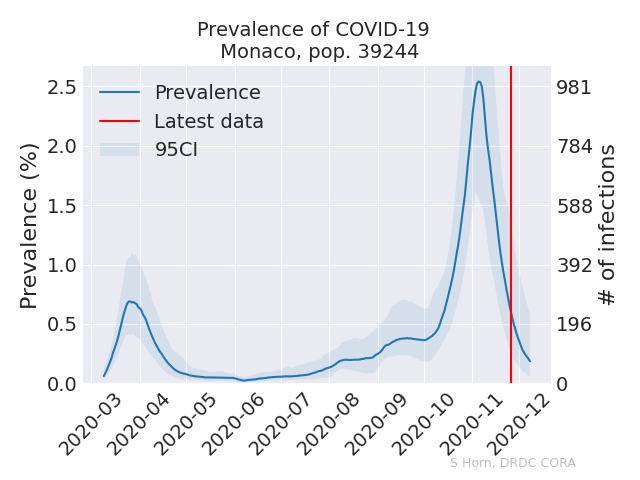 Prevalence of COVID-19
Monaco, pop. 39244
Prevalence
Latest data
95CI
Prevalence (%)
2.5
2.0
1.5
1.0
0.5
0.0
981
784
588
392
196
0
# of infections
2020-03
2020-04
2020-05
2020-06
2020-07
2020-08
2020-09
2020-10
2020-11
2020-12
S Horn, DRDC CORA